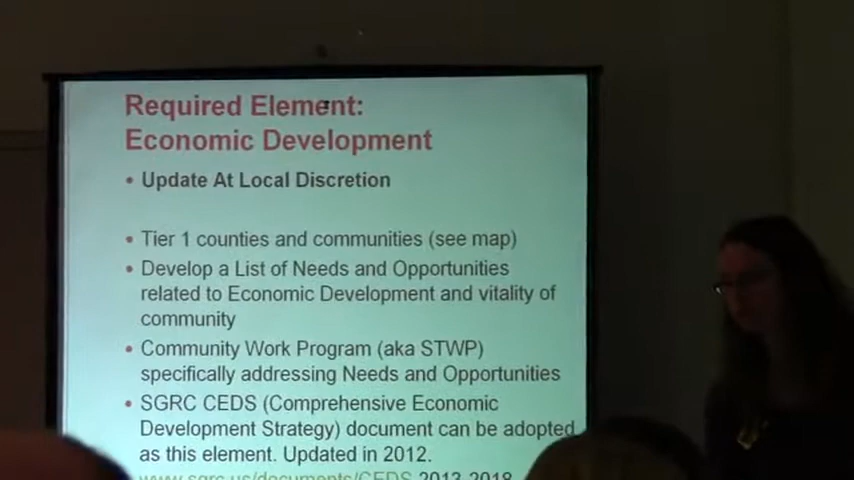 Required Element:
Economic Development
• Update At Local Discretion
• Tier 1 counties and communities (see map)
• Develop a List of Needs and Opportunities
related to Economic Development and vitality of
community
• Community Work Program (aka STWP)
specifically addressing Needs and Opportunities
• SGRC CEDS (Comprehensive Economic
Development Strategy) document can be adopted
as this element. Updated in 2012.
www.sgrc.us/documents/CEDS 2013-2018